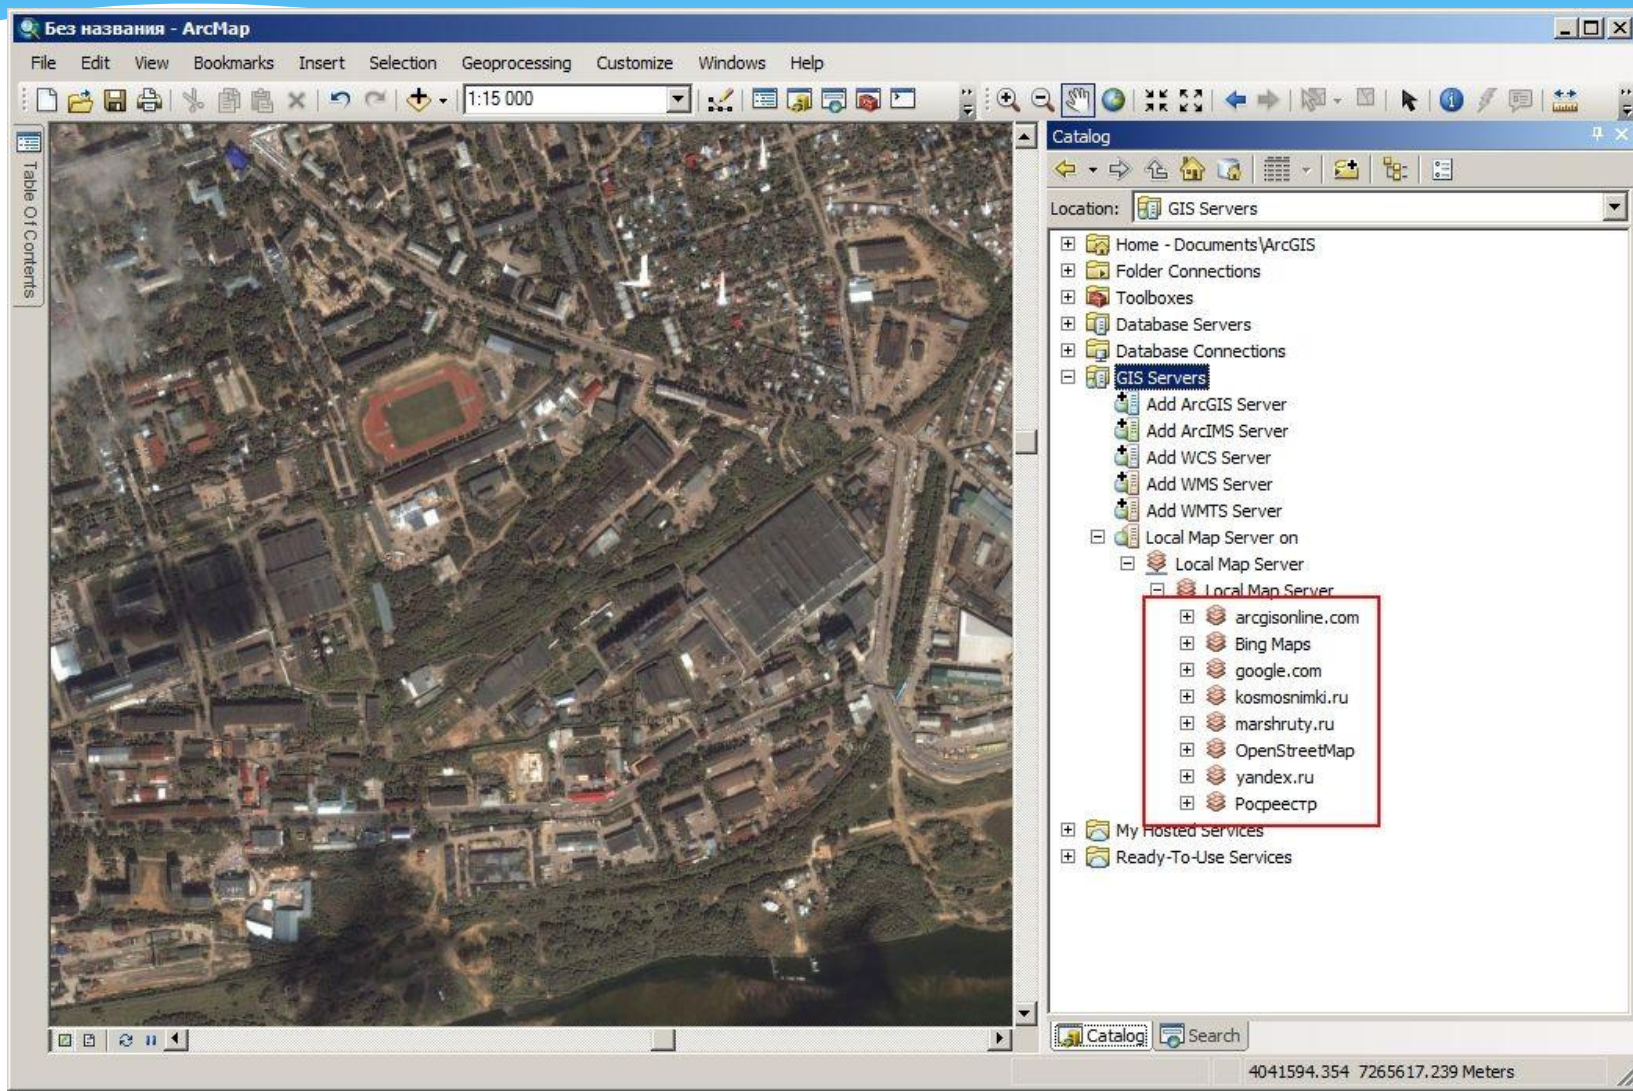 Без названия - ArcMap
File Edit View Bookmarks Insert Selection Geoprocessing Customize Windows Help
1:15 000
Table Of Contents
Catalog
Location: GIS Servers
Home - Documents\ArcGIS
Folder Connections
Toolboxes
Database Servers
Database Connections
GIS Servers
Add ArcGIS Server
Add ArcIMS Server
Add WCS Server
Add WMS Server
Add WMTS Server
Local Map Server on
Local Map Server
Local Map Server
arcgisonline.com
Bing Maps
google.com
kosmosnimki.ru
marshruty.ru
OpenStreetMap
yandex.ru
Росреестр
My Hosted Services
Ready-To-Use Services
Catalog Search
4041594.354 7265617.239 Meters